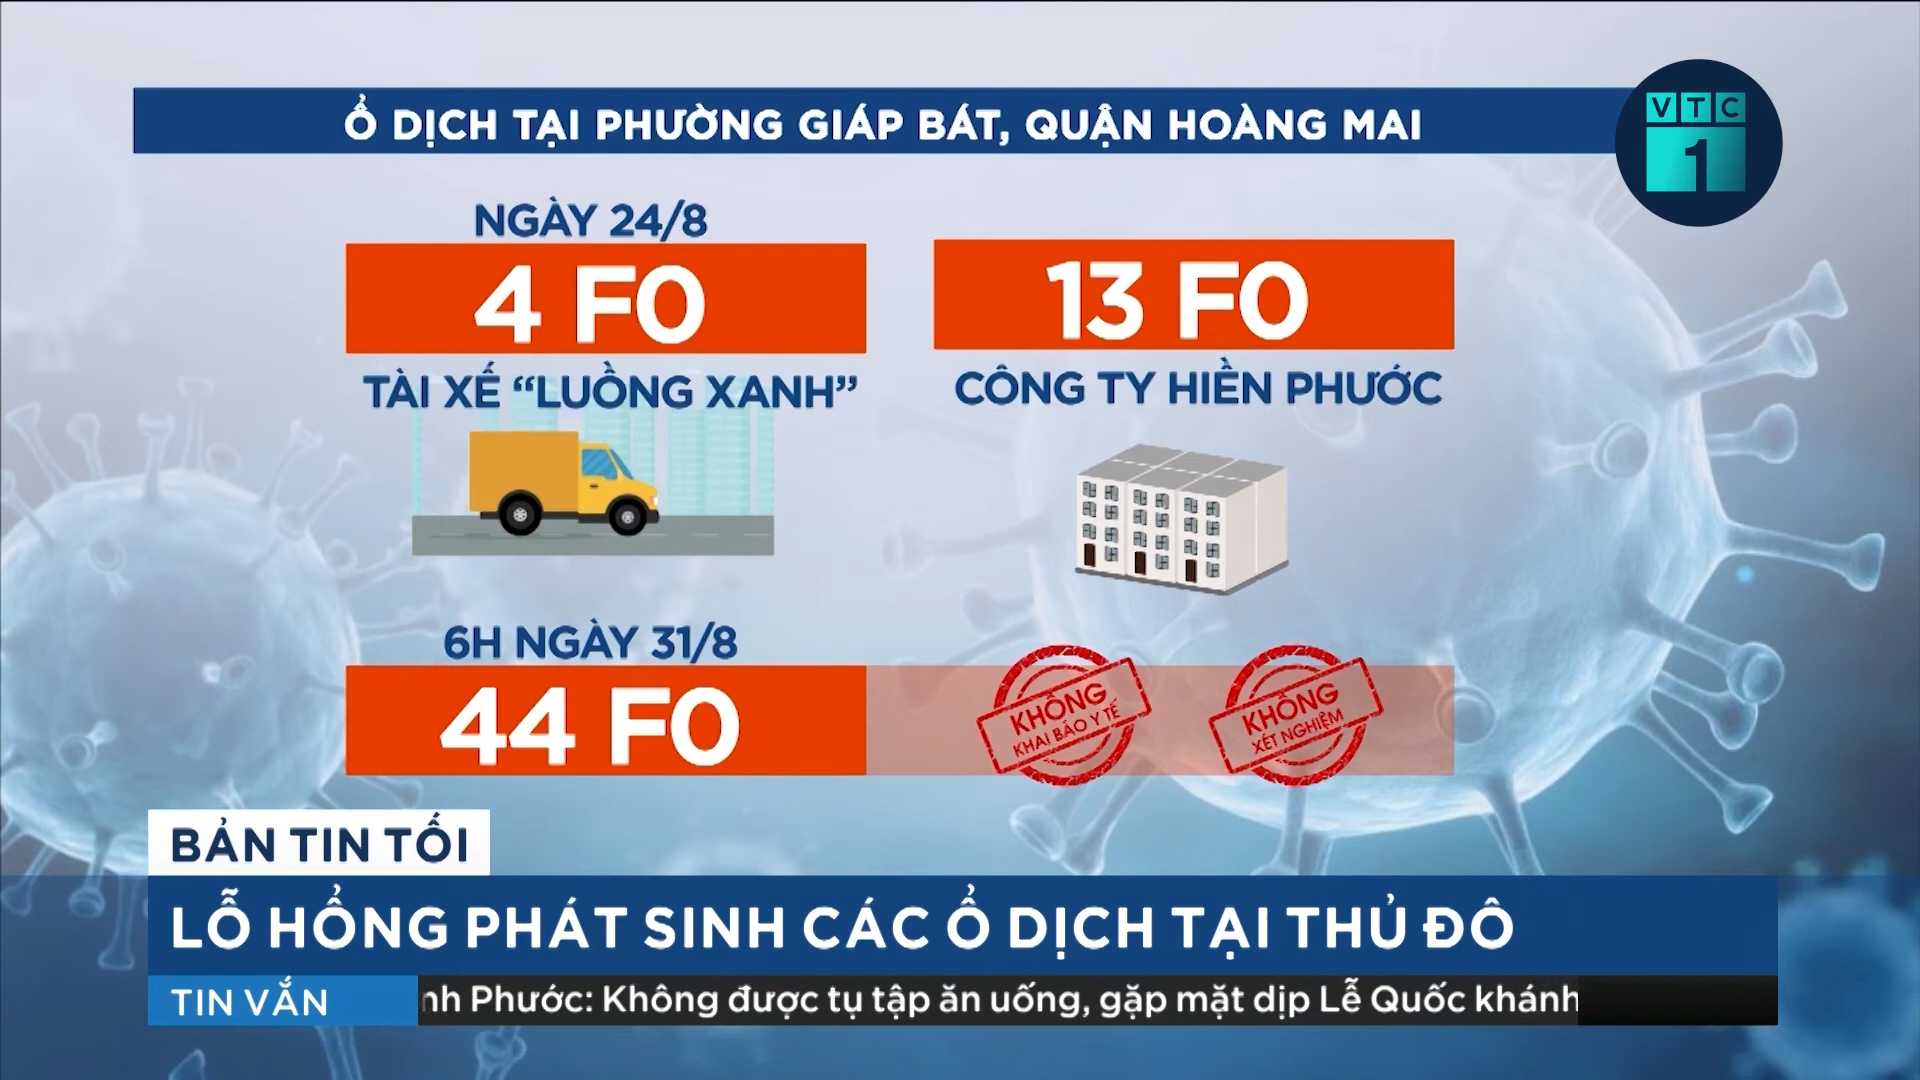 Ổ DỊCH TẠI PHƯỜNG GIÁP BÁT, QUẬN HOÀNG MAI
VTC
1
NGÀY 24/8
4 F0
13 F0
TÀI XẾ “LUỒNG XANH”
CÔNG TY HIỀN PHƯỚC
6H NGÀY 31/8
44 F0
KHÔNG
KHAI BÁO Y TẾ
KHÔNG
XÉT NGHIỆM
BẢN TIN TỐI
LỖ HỔNG PHÁT SINH CÁC Ổ DỊCH TẠI THỦ ĐÔ
TIN VẮN
nh Phước: Không được tụ tập ăn uống, gặp mặt dịp Lễ Quốc khánh